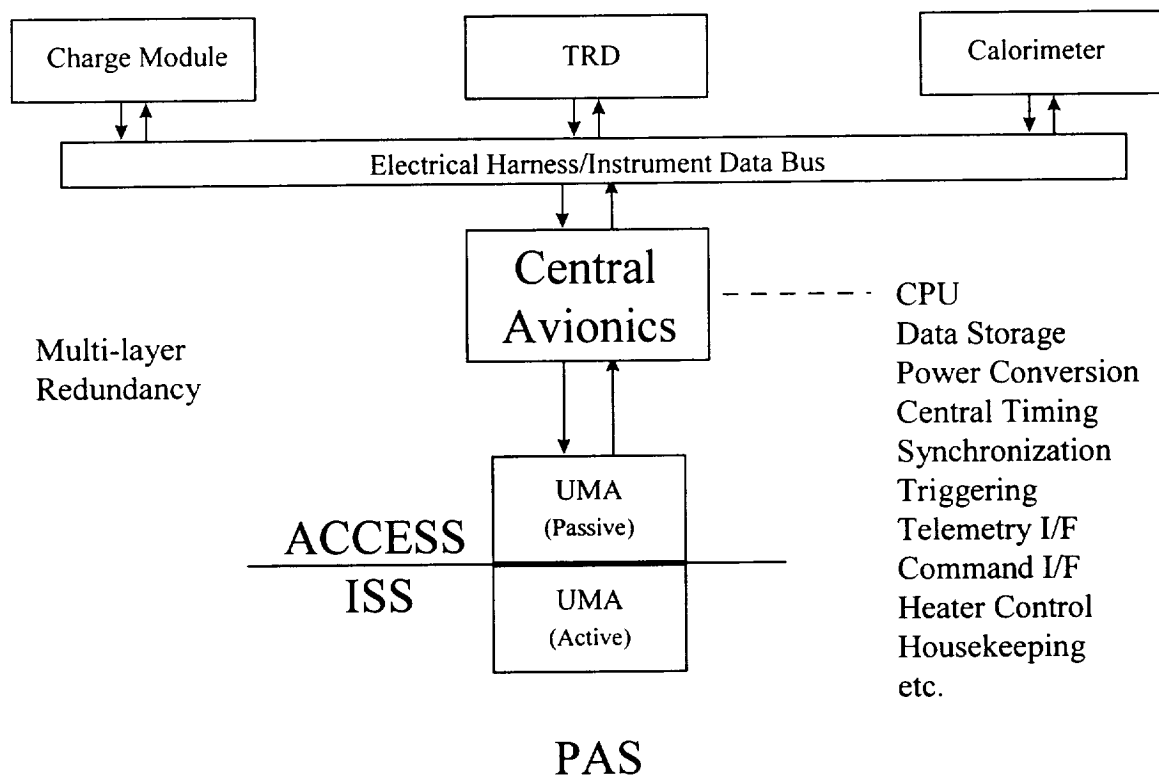 Charge Module
TRD
Calorimeter
Electrical Harness/Instrument Data Bus
Central
Avionics
Multi-layer
Redundancy
CPU
Data Storage
Power Conversion
Central Timing
Synchronization
Triggering
Telemetry I/F
Command I/F
Heater Control
Housekeeping
etc.
UMA
(Passive)
ACCESS
ISS
UMA
(Active)
PAS